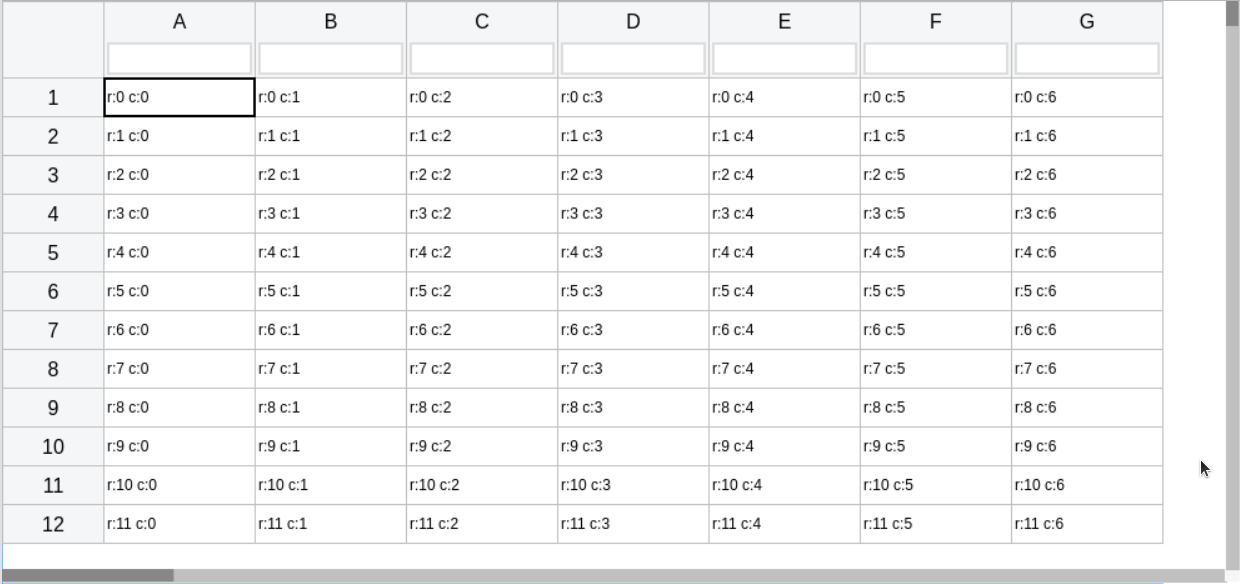 A B C D E F G
1 r:0 c:0 r:0 c:1 r:0 c:2 r:0 c:3 r:0 c:4 r:0 c:5 r:0 c:6
2 r:1 c:0 r:1 c:1 r:1 c:2 r:1 c:3 r:1 c:4 r:1 c:5 r:1 c:6
3 r:2 c:0 r:2 c:1 r:2 c:2 r:2 c:3 r:2 c:4 r:2 c:5 r:2 c:6
4 r:3 c:0 r:3 c:1 r:3 c:2 r:3 c:3 r:3 c:4 r:3 c:5 r:3 c:6
5 r:4 c:0 r:4 c:1 r:4 c:2 r:4 c:3 r:4 c:4 r:4 c:5 r:4 c:6
6 r:5 c:0 r:5 c:1 r:5 c:2 r:5 c:3 r:5 c:4 r:5 c:5 r:5 c:6
7 r:6 c:0 r:6 c:1 r:6 c:2 r:6 c:3 r:6 c:4 r:6 c:5 r:6 c:6
8 r:7 c:0 r:7 c:1 r:7 c:2 r:7 c:3 r:7 c:4 r:7 c:5 r:7 c:6
9 r:8 c:0 r:8 c:1 r:8 c:2 r:8 c:3 r:8 c:4 r:8 c:5 r:8 c:6
10 r:9 c:0 r:9 c:1 r:9 c:2 r:9 c:3 r:9 c:4 r:9 c:5 r:9 c:6
11 r:10 c:0 r:10 c:1 r:10 c:2 r:10 c:3 r:10 c:4 r:10 c:5 r:10 c:6
12 r:11 c:0 r:11 c:1 r:11 c:2 r:11 c:3 r:11 c:4 r:11 c:5 r:11 c:6